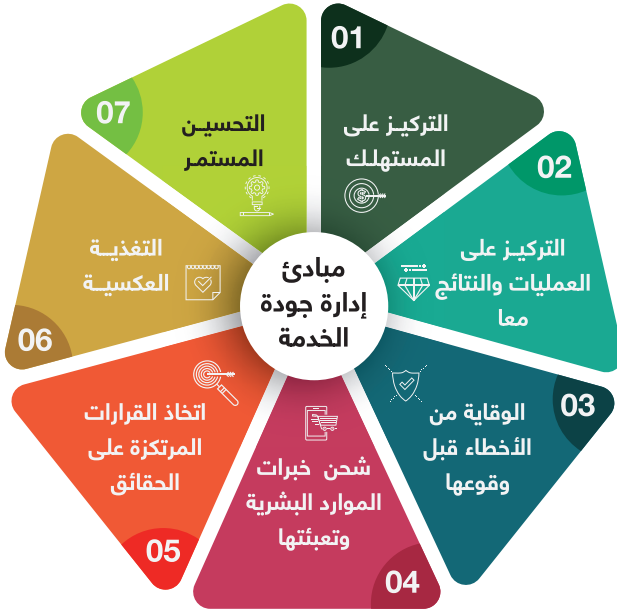 مبادئ
إدارة جودة
الخدمة
01
التركيز على
المستهلك
02
التركيز على
العمليات والنتائج
معا
03
الوقاية من
الأخطاء قبل
وقوعها
04
شحن خبرات
الموارد البشرية
وتعبئتها
05
اتخاذ القرارات
المرتكزة على
الحقائق
06
التغذية
العكسية
07
التحسين
المستمر